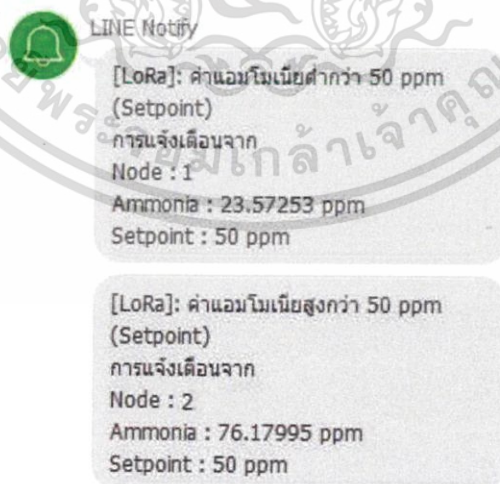 LINE Notify
[LoRa]: ค่าแอมโมเนียต่ำกว่า 50 ppm
(Setpoint)
การแจ้งเตือนจาก
Node : 1
Ammonia : 23.57253 ppm
Setpoint : 50 ppm
[LoRa]: ค่าแอมโมเนียสูงกว่า 50 ppm
(Setpoint)
การแจ้งเตือนจาก
Node : 2
Ammonia : 76.17995 ppm
Setpoint : 50 ppm